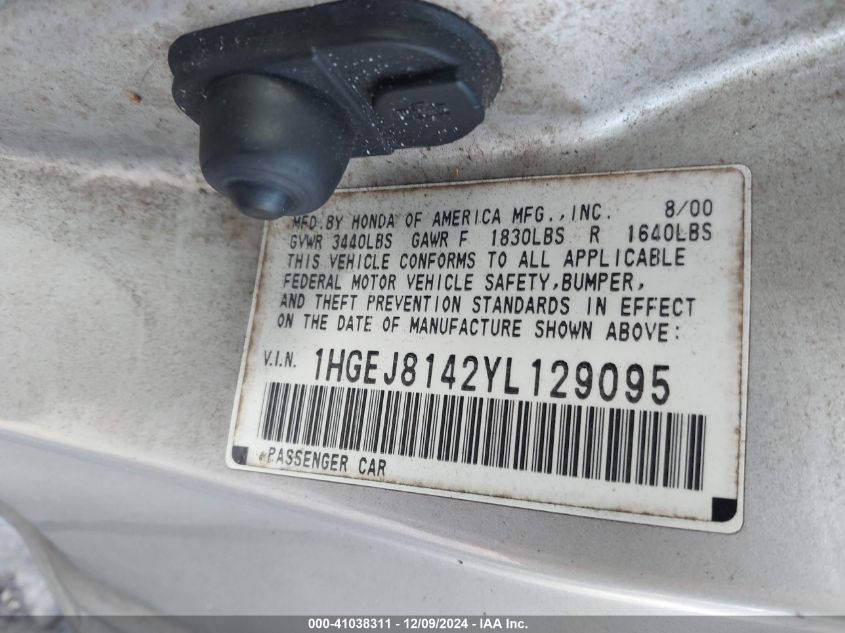 MFD.BY HONDA OF AMERICA MFG.,INC. 8/00
GVWR 3440LBS GAWR F 1830LBS R 1640LBS
THIS VEHICLE CONFORMS TO ALL APPLICABLE
FEDERAL MOTOR VEHICLE SAFETY,BUMPER,
AND THEFT PREVENTION STANDARDS IN EFFECT
ON THE DATE OF MANUFACTURE SHOWN ABOVE:
V.I.N. 1HGEJ8142YL129095
PASSENGER CAR
000-41038311 - 12/09/2024 - IAA, Inc.